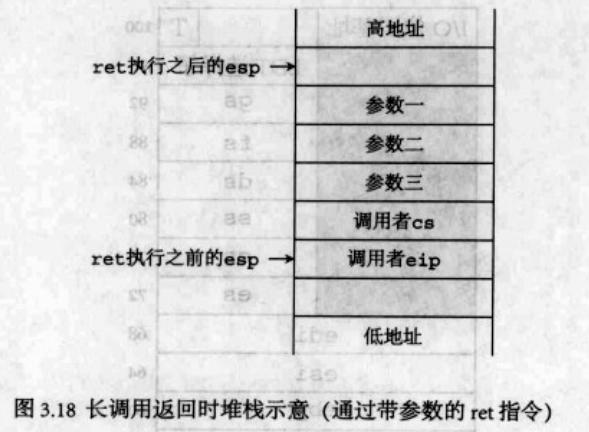 高地址
ret执行之后的esp
参数一
参数二
参数三
调用者cs
ret执行之前的esp
调用者eip
低地址
图 3.18 长调用返回时堆栈示意（通过带参数的 ret 指令）